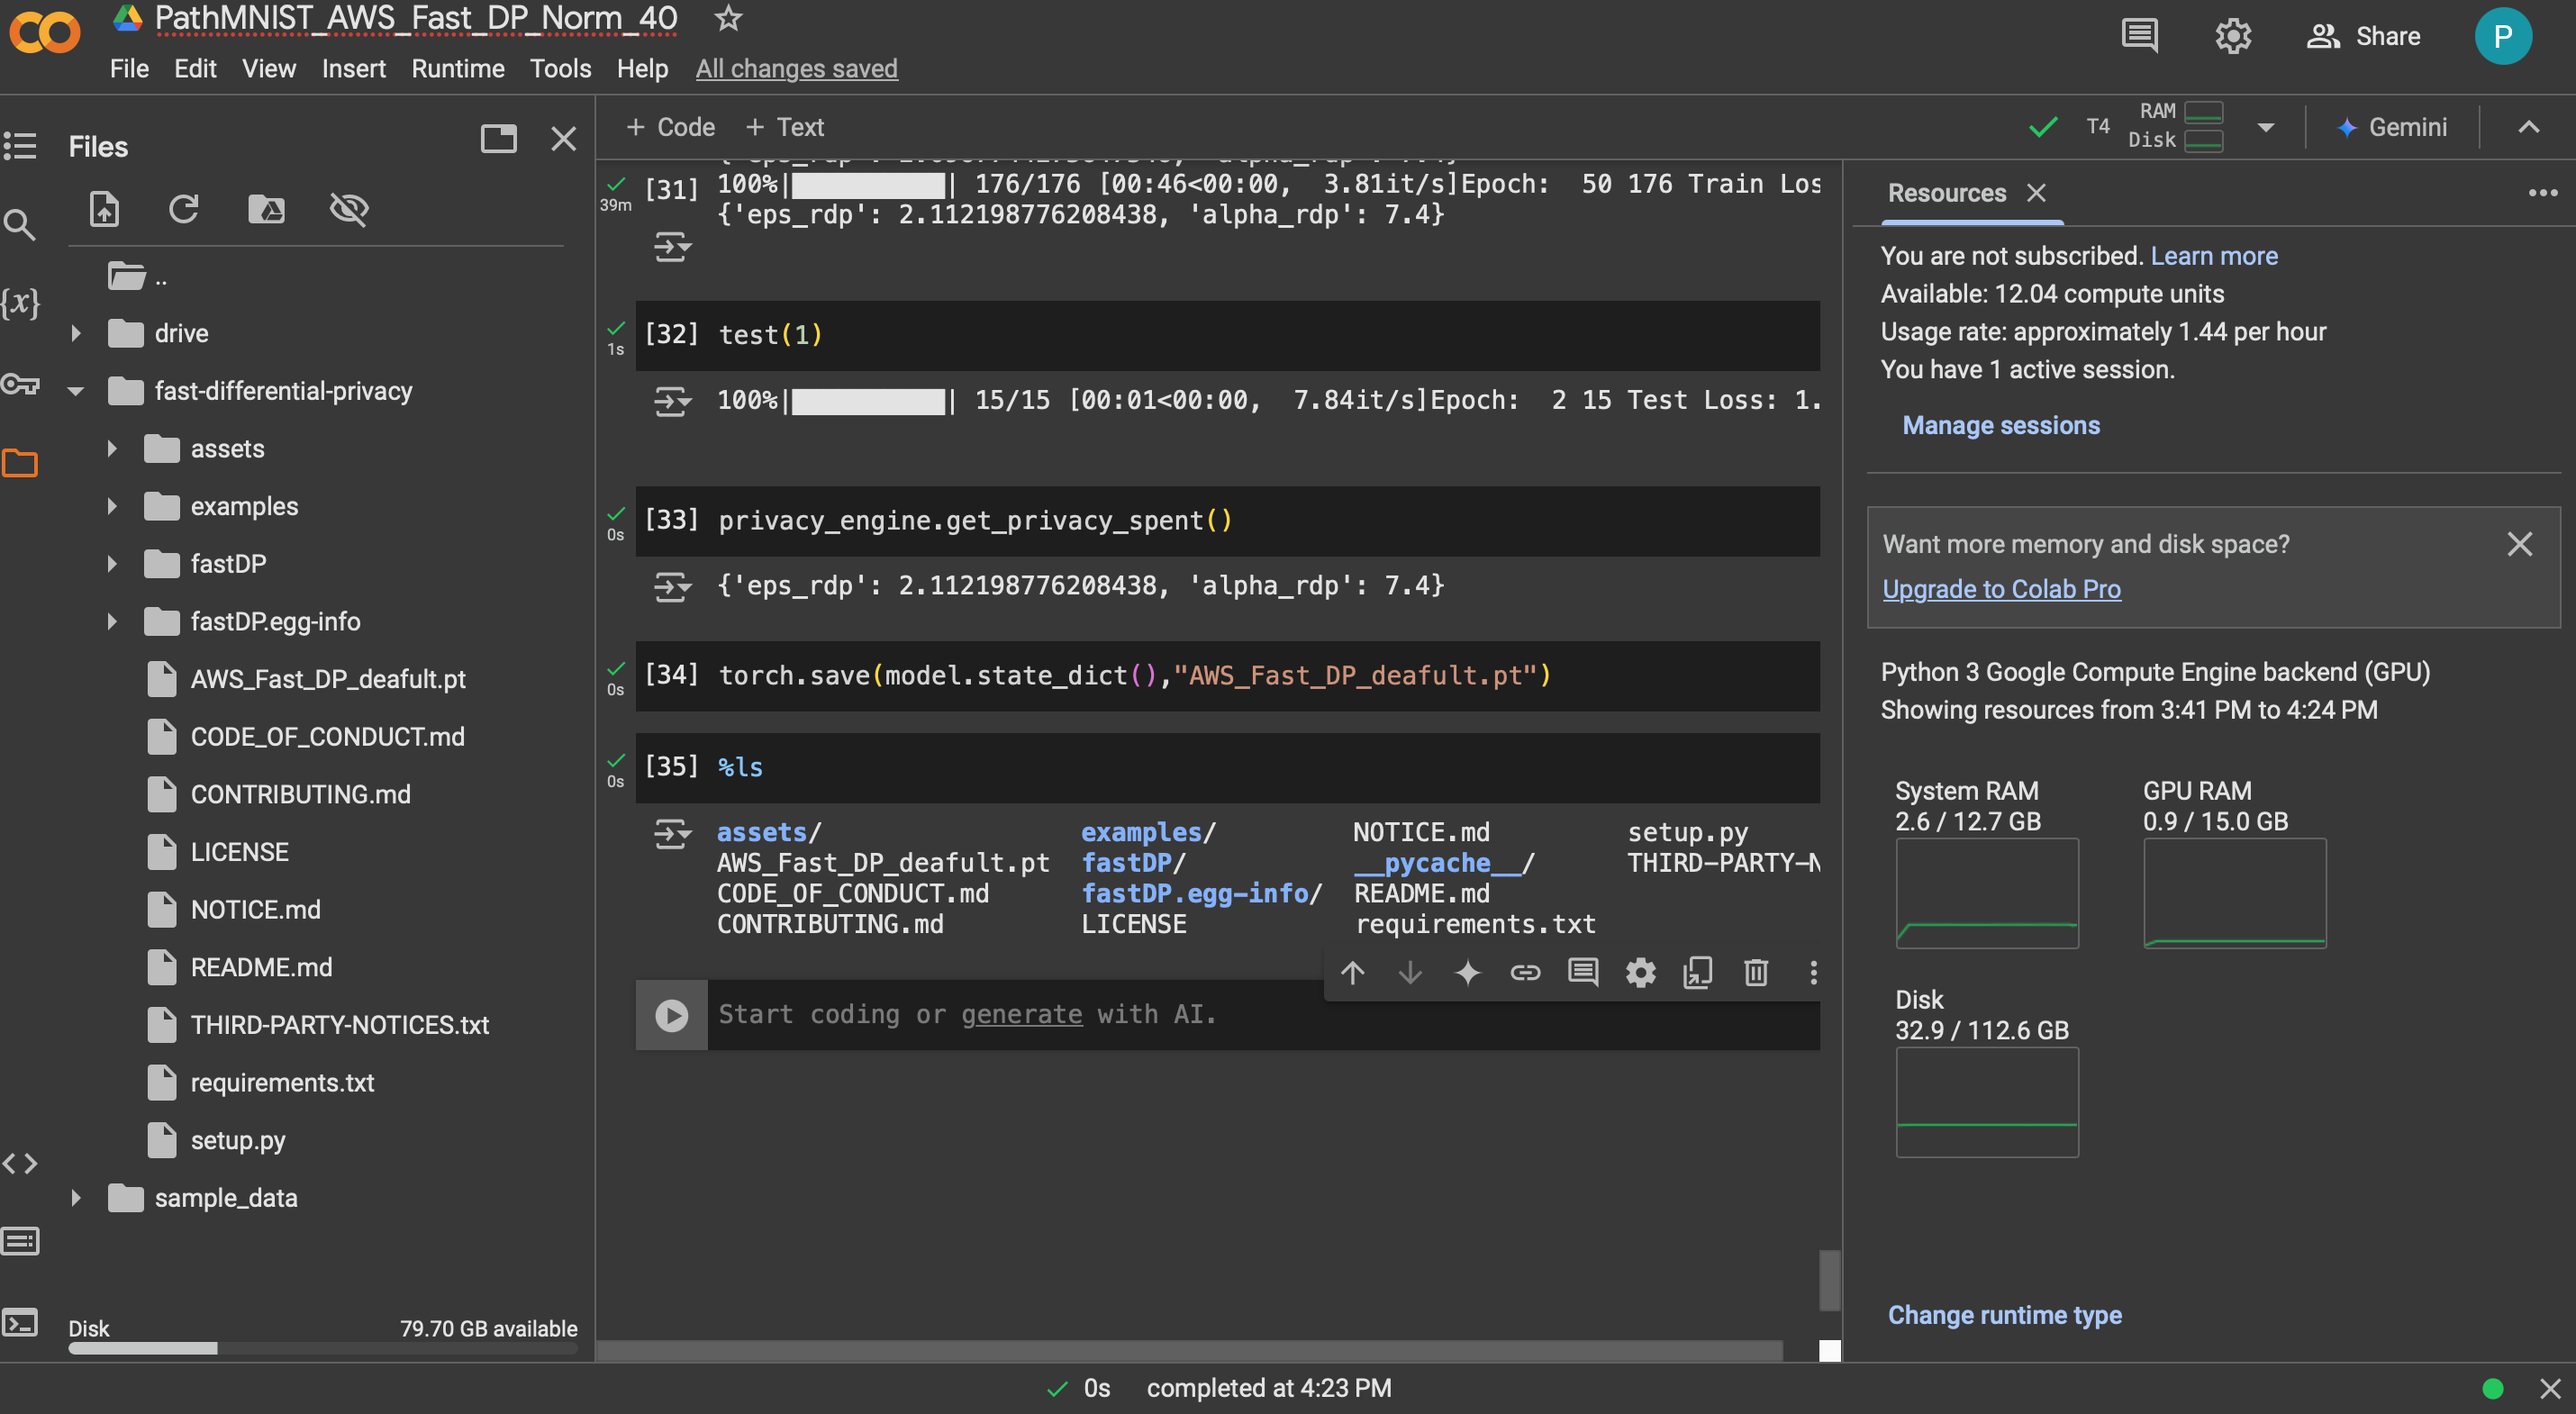 PathMNIST_AWS_Fast_DP_Norm_40
File Edit View Insert Runtime Tools Help All changes saved
Share
P
Files
..
drive
fast-differential-privacy
assets
examples
fastDP
fastDP.egg-info
AWS_Fast_DP_deafult.pt
CODE_OF_CONDUCT.md
CONTRIBUTING.md
LICENSE
NOTICE.md
README.md
THIRD-PARTY-NOTICES.txt
requirements.txt
setup.py
sample_data
Disk 79.70 GB available
{x}
+ Code + Text
T4 RAM Disk Gemini
39m [31] 100%| | 176/176 [00:46<00:00, 3.81it/s]Epoch: 50 176 Train Los
{'eps_rdp': 2.112198776208438, 'alpha_rdp': 7.4}
1s [32] test(1)
100%| | 15/15 [00:01<00:00, 7.84it/s]Epoch: 2 15 Test Loss: 1.
0s [33] privacy_engine.get_privacy_spent()
{'eps_rdp': 2.112198776208438, 'alpha_rdp': 7.4}
0s [34] torch.save(model.state_dict(),"AWS_Fast_DP_deafult.pt")
0s [35] %ls
assets/ examples/ NOTICE.md setup.py
AWS_Fast_DP_deafult.pt fastDP/ __pycache__/ THIRD-PARTY-N
CODE_OF_CONDUCT.md fastDP.egg-info/ README.md
CONTRIBUTING.md LICENSE requirements.txt
Start coding or generate with AI.
Resources
You are not subscribed. Learn more
Available: 12.04 compute units
Usage rate: approximately 1.44 per hour
You have 1 active session.
Manage sessions
Want more memory and disk space?
Upgrade to Colab Pro
Python 3 Google Compute Engine backend (GPU)
Showing resources from 3:41 PM to 4:24 PM
System RAM GPU RAM
2.6 / 12.7 GB 0.9 / 15.0 GB
Disk
32.9 / 112.6 GB
Change runtime type
0s completed at 4:23 PM